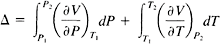 Δ = ∫_{P₁}^{P₂} (∂V/∂P)_{T₁} dP + ∫_{T₁}^{T₂} (∂V/∂T)_{P₂} dT